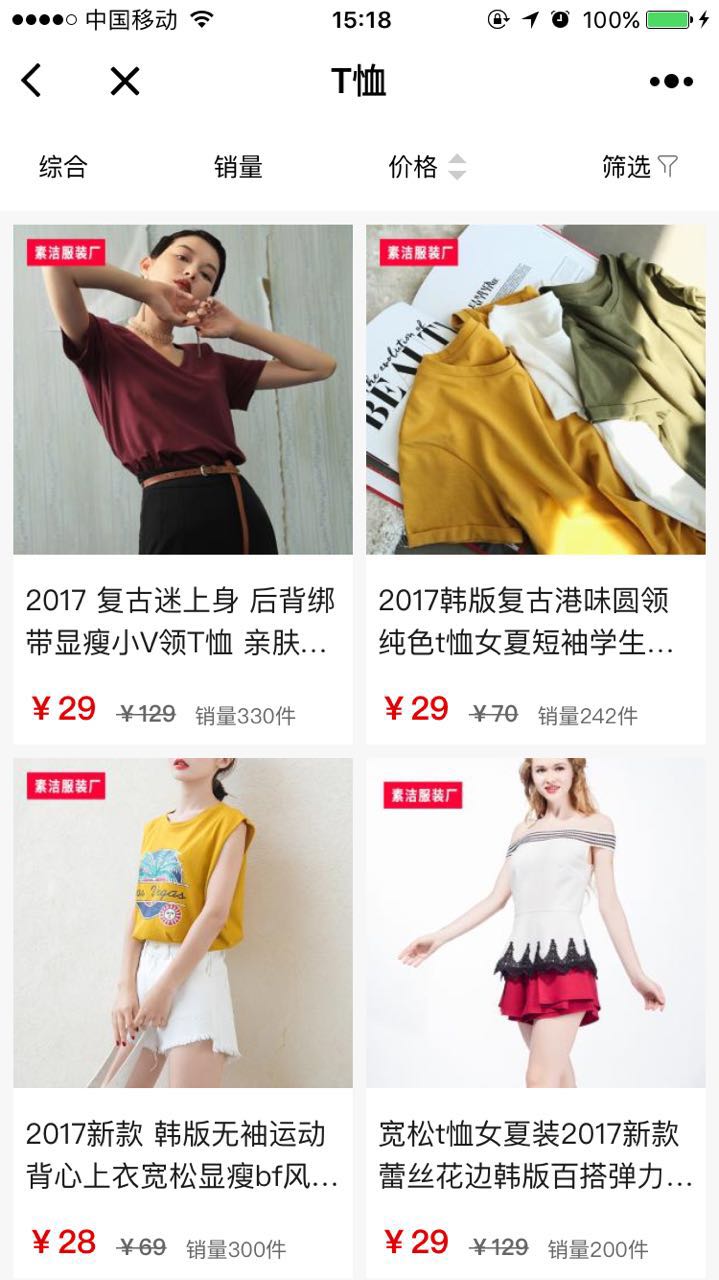 中国移动
15:18
100%
T恤
综合
销量
价格
筛选
素洁服装厂
素洁服装厂
the evolution of
BEAUTY
2017 复古迷上身 后背绑
带显瘦小V领T恤 亲肤...
2017韩版复古港味圆领
纯色t恤女夏短袖学生...
¥29 ¥129 销量330件
¥29 ¥70 销量242件
素洁服装厂
素洁服装厂
Vegas
2017新款 韩版无袖运动
背心上衣宽松显瘦bf风...
宽松t恤女夏装2017新款
蕾丝花边韩版百搭弹力...
¥28 ¥69 销量300件
¥29 ¥129 销量200件